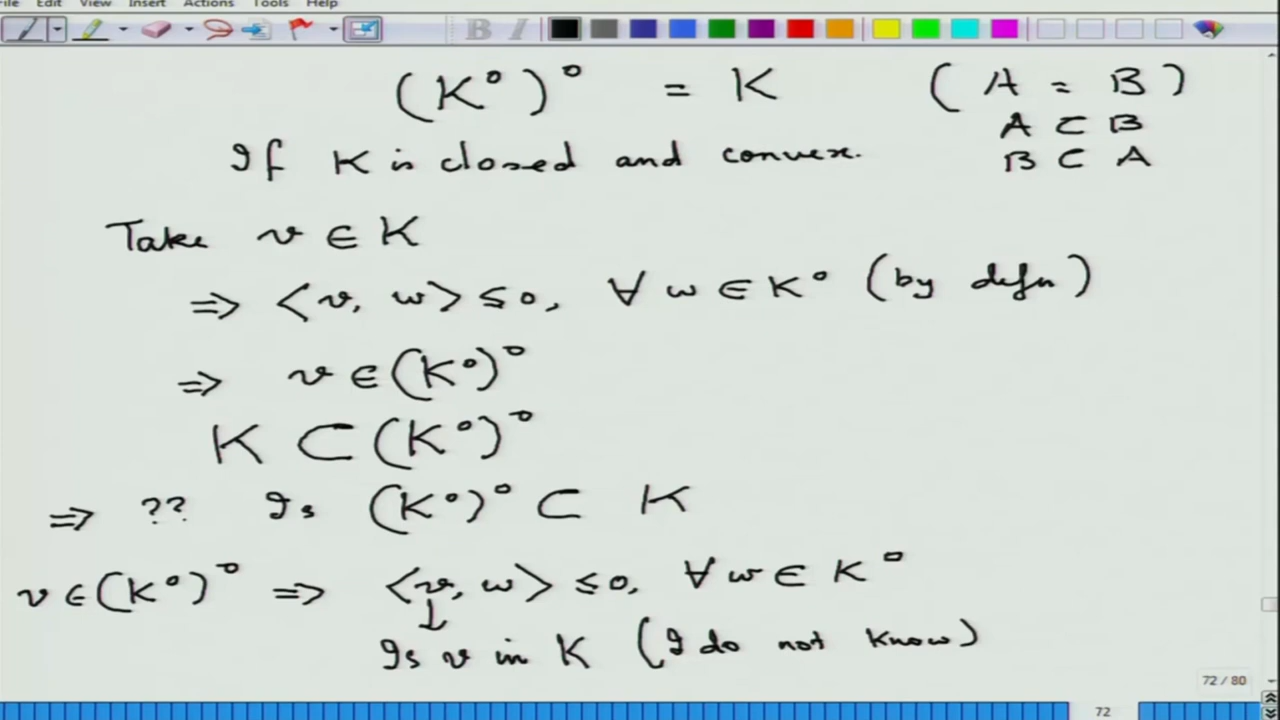 File Edit View Insert Actions Tools Help
(K°)° = K ( A = B )
A ⊂ B
If K is closed and convex.
B ⊂ A
Take v ∈ K
⇒ <v, w> ≤ 0, ∀ w ∈ K° (by defn)
⇒ v ∈ (K°)°
K ⊂ (K°)°
⇒ ?? Is (K°)° ⊂ K
v ∈ (K°)° ⇒ <v, w> ≤ 0, ∀ w ∈ K°
↓
Is v in K (I do not know)
72 / 80
72